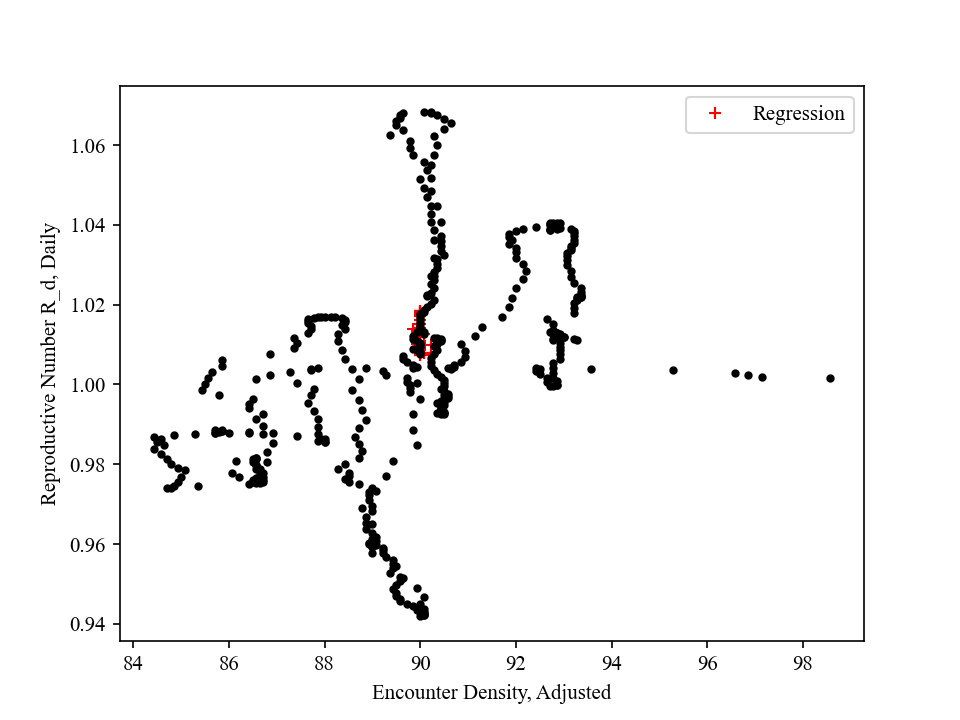 Regression
1.06
1.04
1.02
1.00
0.98
0.96
0.94
Reproductive Number R_d, Daily
84 86 88 90 92 94 96 98
Encounter Density, Adjusted